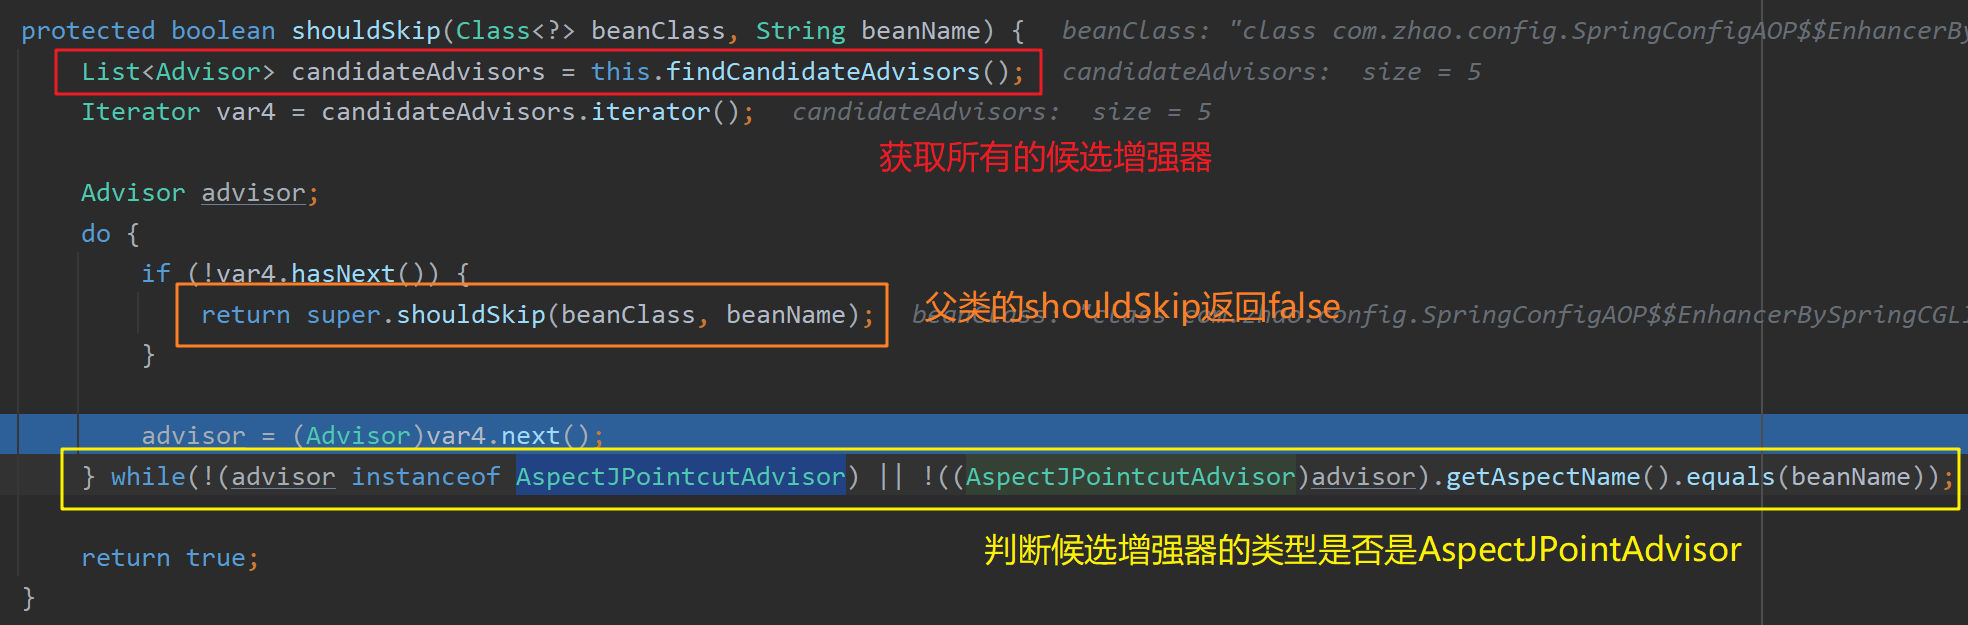 protected boolean shouldSkip(Class<?> beanClass, String beanName) { beanClass: "class com.zhao.config.SpringConfigAOP$$EnhancerBy
List<Advisor> candidateAdvisors = this.findCandidateAdvisors(); candidateAdvisors: size = 5
Iterator var4 = candidateAdvisors.iterator(); candidateAdvisors: size = 5
获取所有的候选增强器
Advisor advisor;
do {
if (!var4.hasNext()) {
return super.shouldSkip(beanClass, beanName); beanClass: "class com.zhao.config.SpringConfigAOP$$EnhancerBySpringCGLI
父类的shouldSkip返回false
}
advisor = (Advisor)var4.next();
} while(!(advisor instanceof AspectJPointcutAdvisor) || !((AspectJPointcutAdvisor)advisor).getAspectName().equals(beanName));
判断候选增强器的类型是否是AspectJPointAdvisor
return true;
}